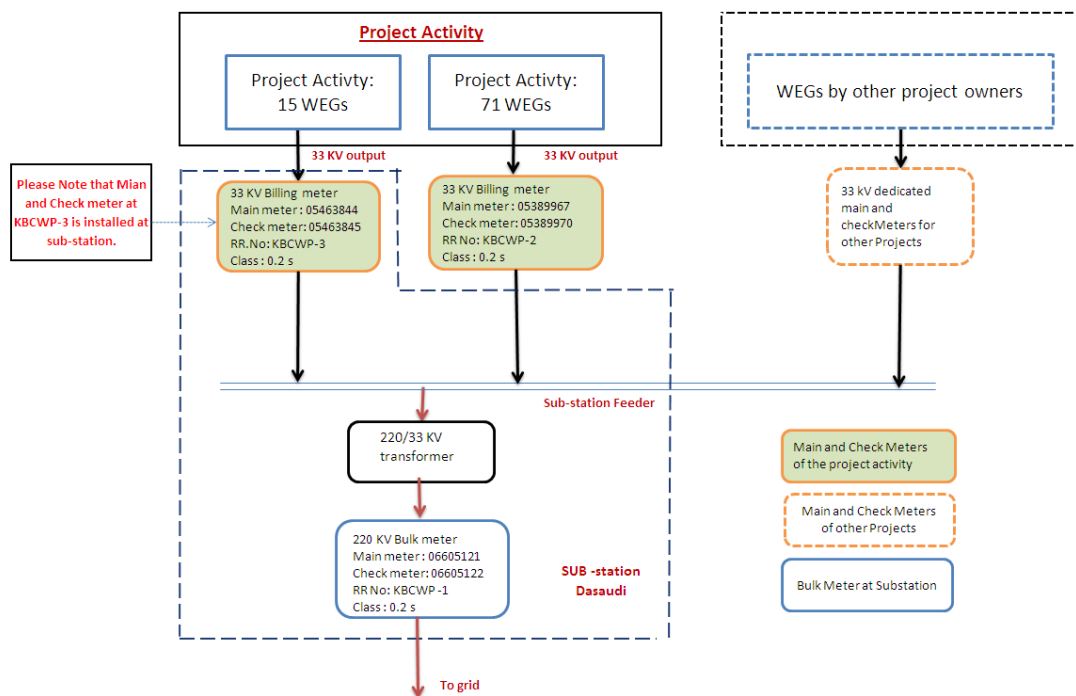 Project Activity
Project Activty:
15 WEGs
Project Activty:
71 WEGs
WEGs by other project owners
33 KV output
33 KV output
Please Note that Mian
and Check meter at
KBCWP-3 is installed at
sub-station.
33 KV Billing meter
Main meter : 05463844
Check meter: 05463845
RR.No: KBCWP-3
Class : 0.2 s
33 KV Billing meter
Main meter : 05389967
Check meter: 05389970
RR No: KBCWP-2
Class : 0.2 s
33 kV dedicated
main and
checkMeters for
other Projects
Sub-station Feeder
220/33 KV
transformer
220 KV Bulk meter
Main meter : 06605121
Check meter: 06605122
RR No: KBCWP -1
Class : 0.2 s
SUB -station
Dasaudi
To grid
Main and Check Meters
of the project activity
Main and Check Meters
of other Projects
Bulk Meter at Substation